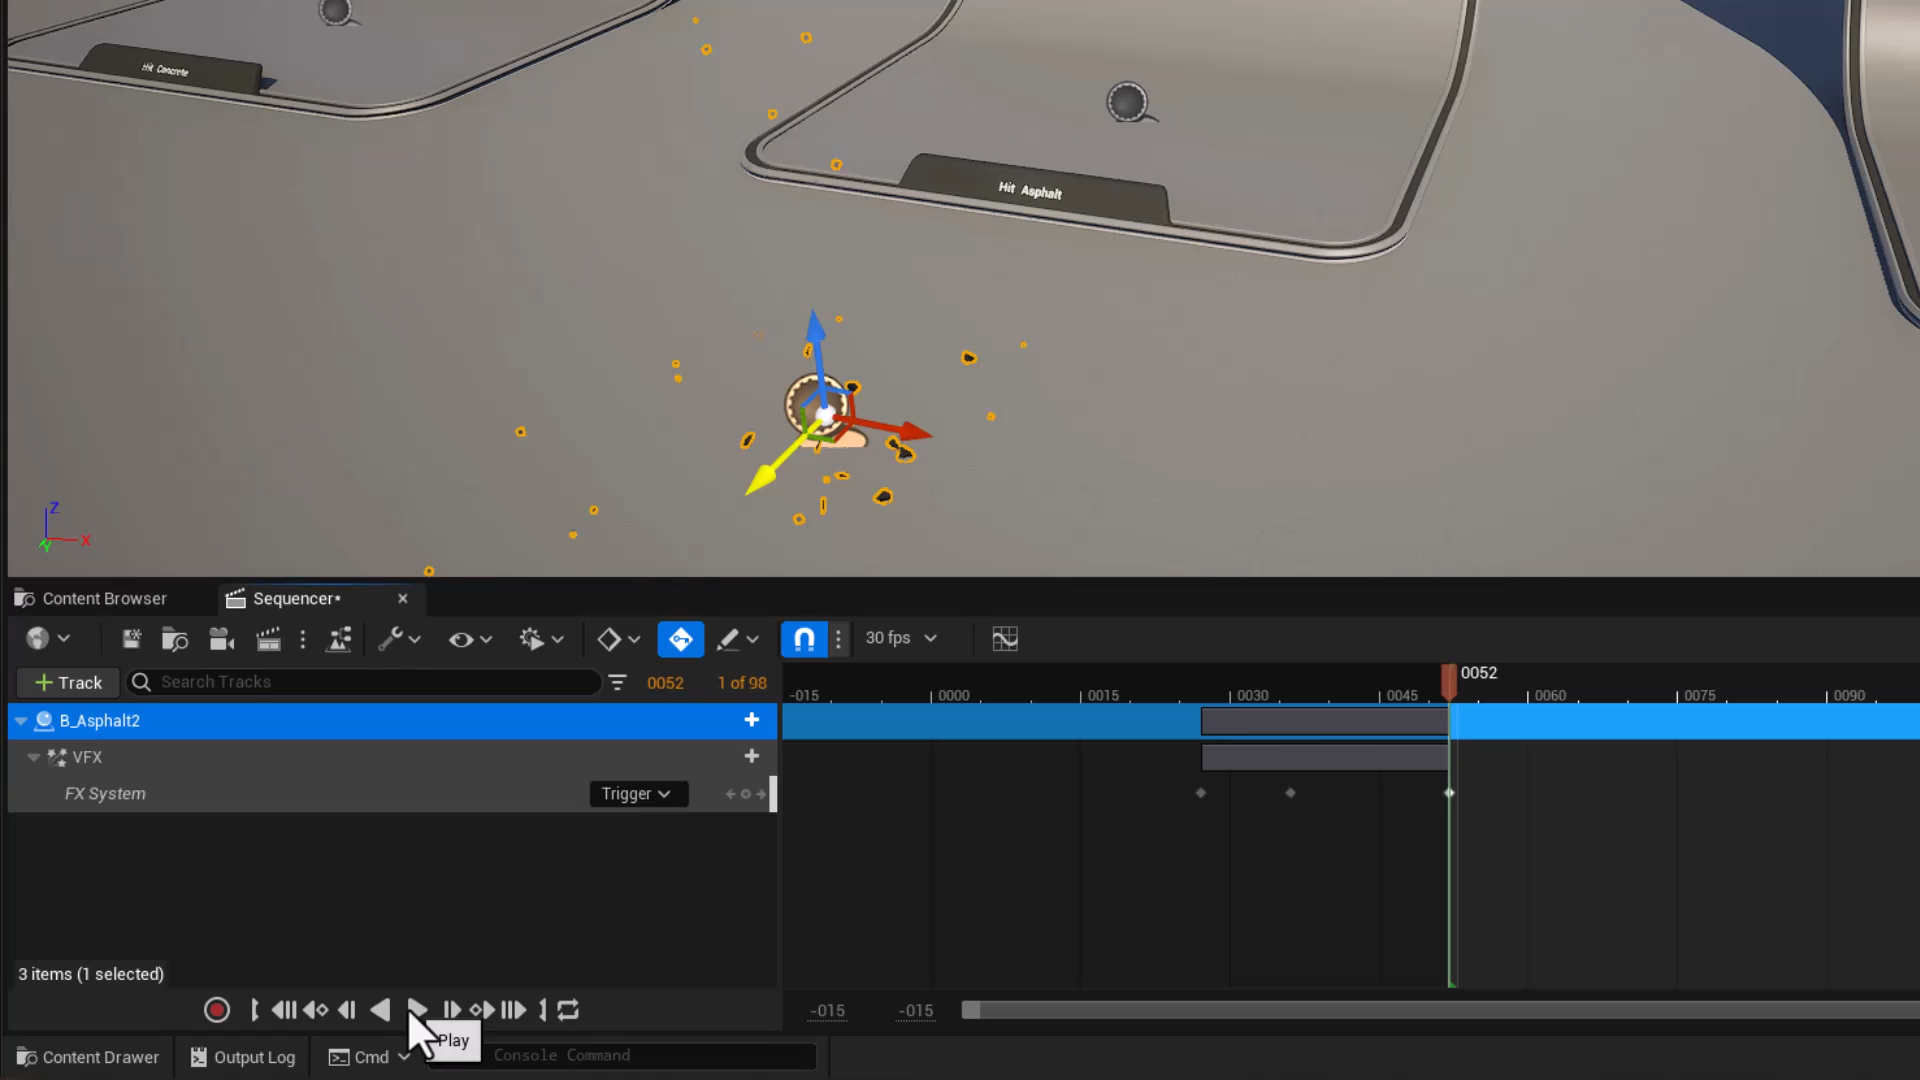 Hit Concrete
Hit Asphalt
Z
X
Y
Content Browser
Sequencer*
30 fps
Track
Search Tracks
0052
1 of 98
0052
-015
0000
0015
0030
0045
0060
0075
0090
B_Asphalt2
VFX
FX System
Trigger
3 items (1 selected)
-015
-015
Play
Content Drawer
Output Log
Cmd
Console Command